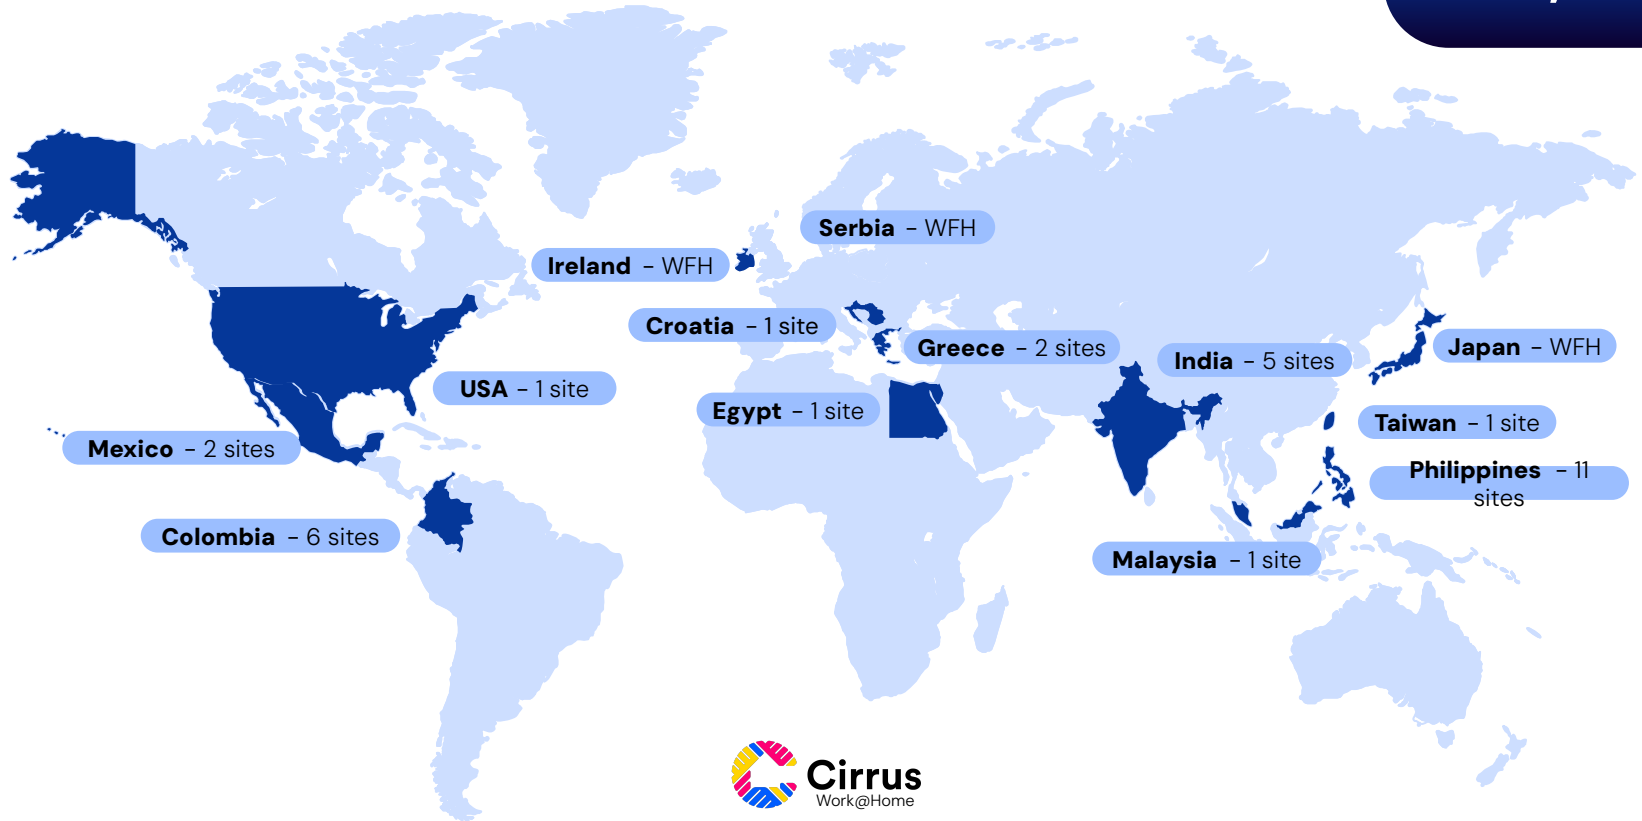 Serbia - WFH
Ireland - WFH
Croatia - 1 site
Greece - 2 sites
India - 5 sites
Japan - WFH
USA - 1 site
Egypt - 1 site
Taiwan - 1 site
Mexico - 2 sites
Philippines - 11
sites
Colombia - 6 sites
Malaysia - 1 site
Cirrus
Work@Home